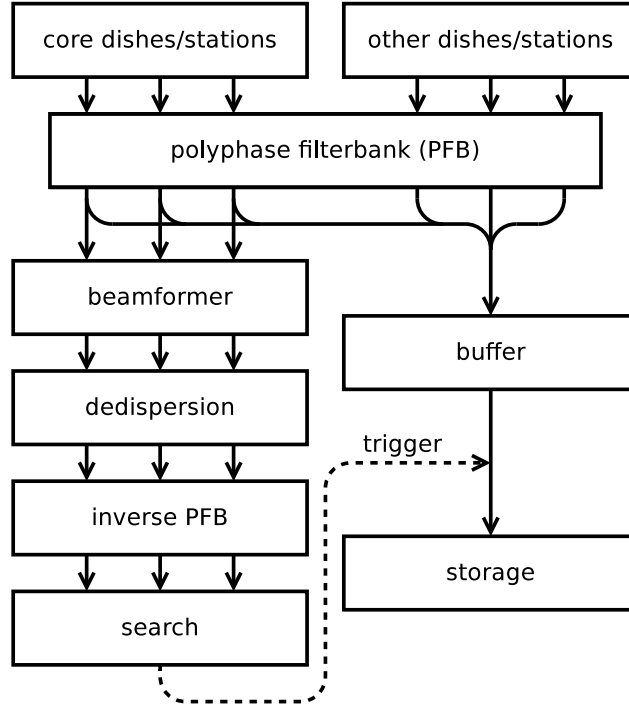 core dishes/stations
other dishes/stations
polyphase filterbank (PFB)
beamformer
buffer
dedispersion
trigger
inverse PFB
storage
search